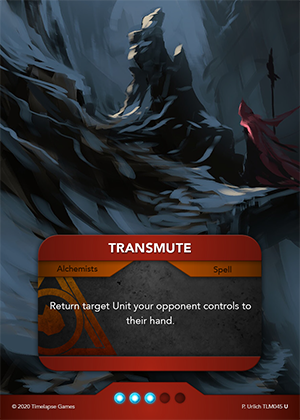 TRANSMUTE
Alchemists Spell
Return target Unit your opponent controls to
their hand.
© 2020 Timelapse Games P. Urlich TLM045 U